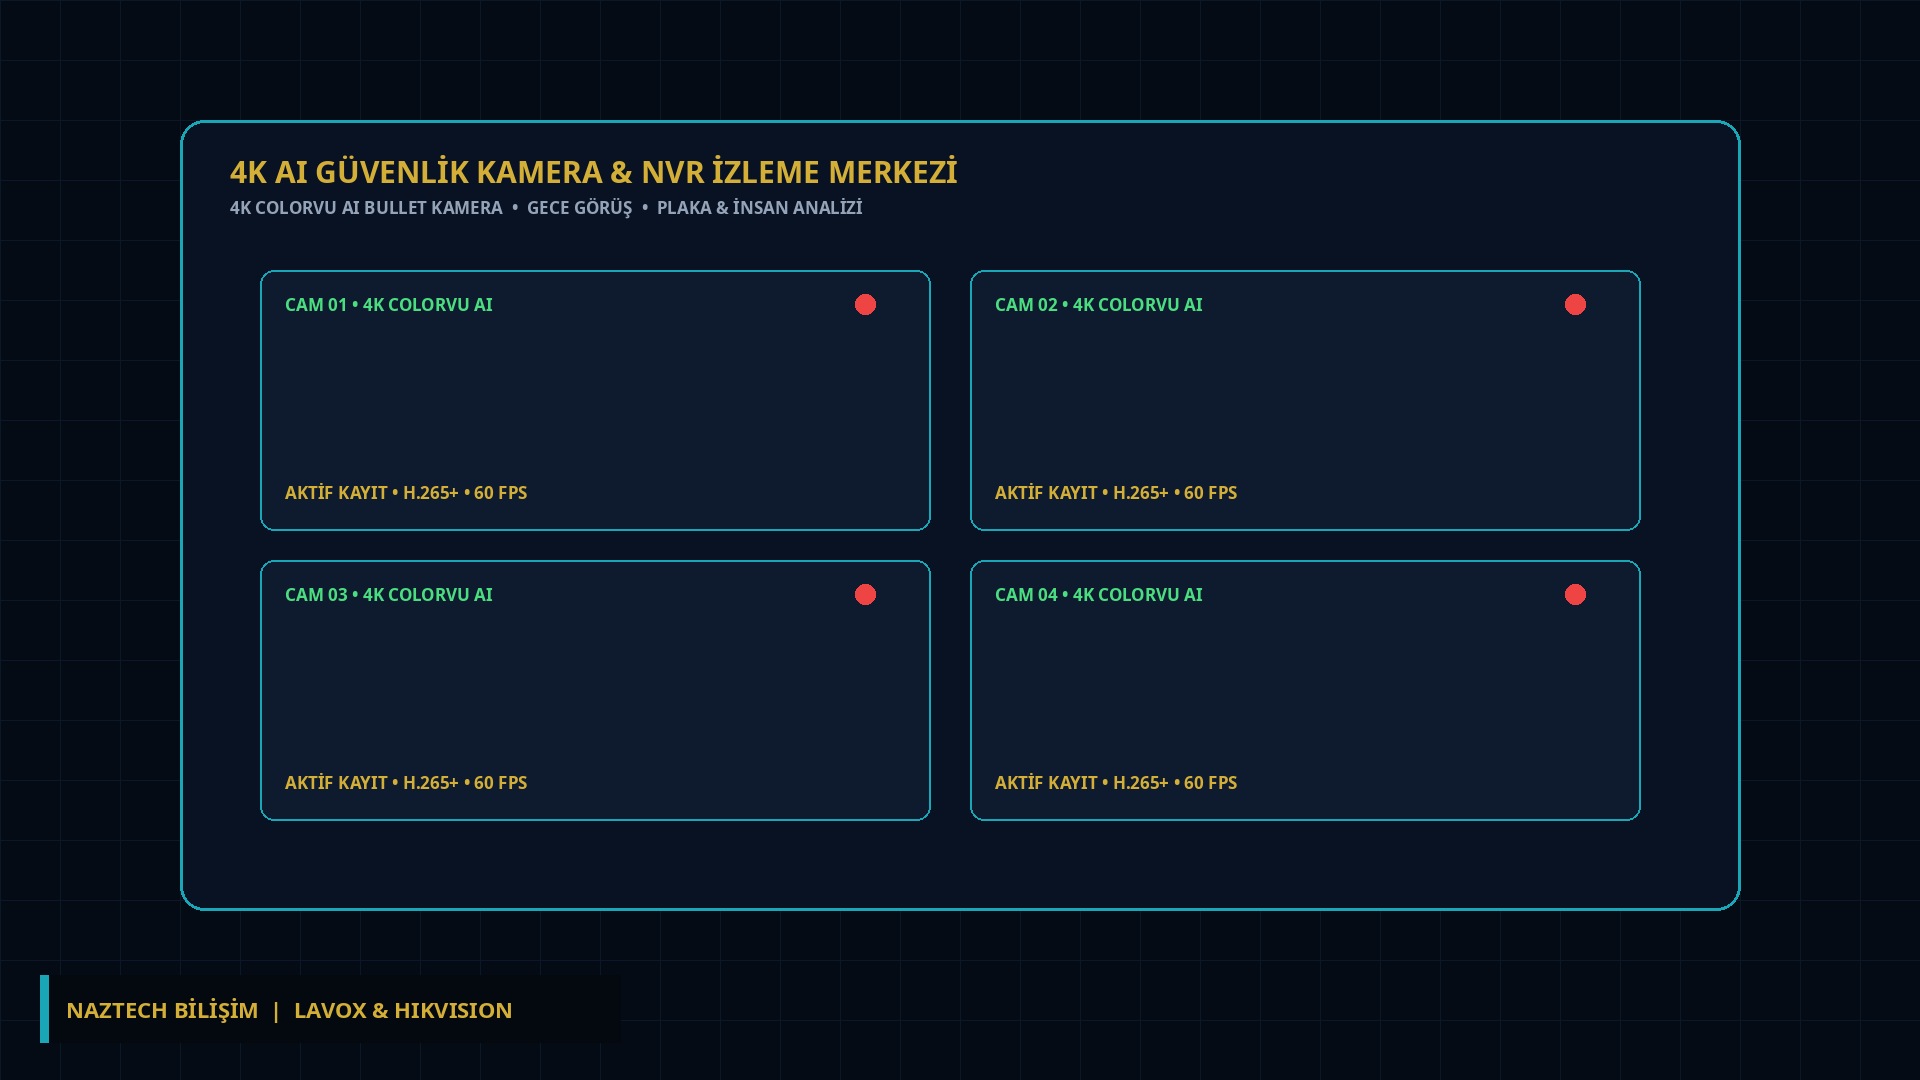 4K AI GÜVENLİK KAMERA & NVR İZLEME MERKEZİ
4K COLORVU AI BULLET KAMERA • GECE GÖRÜŞ • PLAKA & İNSAN ANALİZİ
CAM 01 • 4K COLORVU AI
AKTİF KAYIT • H.265+ • 60 FPS
CAM 02 • 4K COLORVU AI
AKTİF KAYIT • H.265+ • 60 FPS
CAM 03 • 4K COLORVU AI
AKTİF KAYIT • H.265+ • 60 FPS
CAM 04 • 4K COLORVU AI
AKTİF KAYIT • H.265+ • 60 FPS
NAZTECH BİLİŞİM | LAVOX & HIKVISION